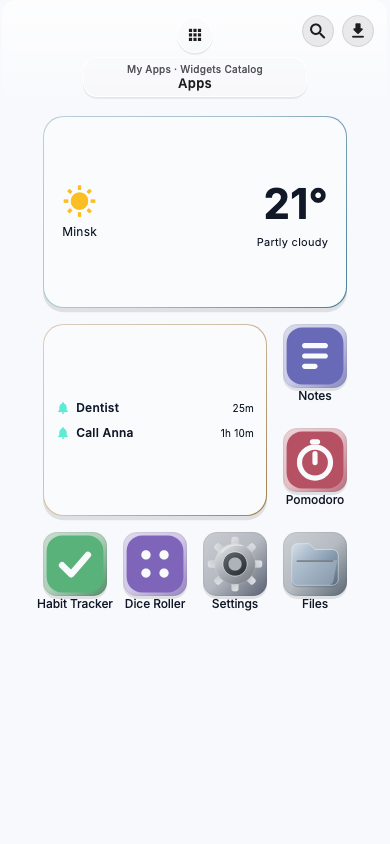 My Apps · Widgets Catalog
Apps
21°
Minsk
Partly cloudy
Dentist 25m
Call Anna 1h 10m
Notes
Pomodoro
Habit Tracker Dice Roller Settings Files